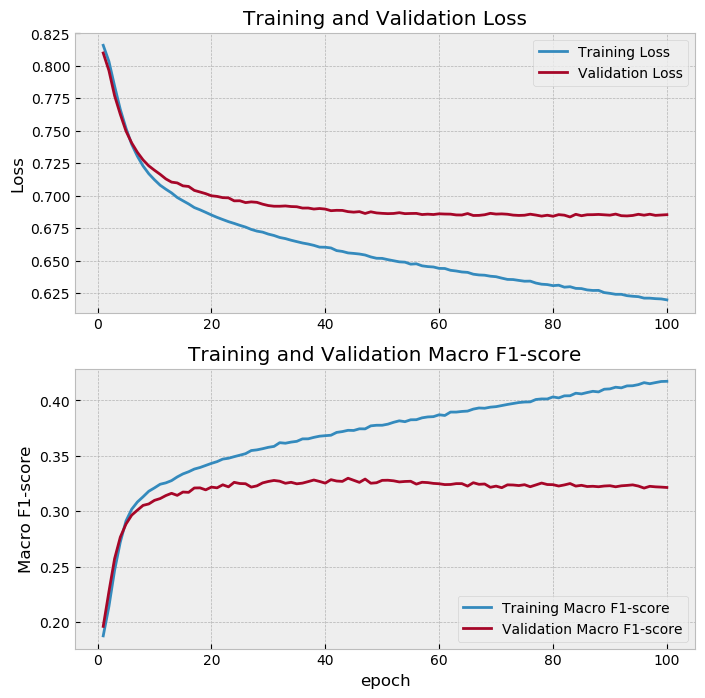 Training and Validation Loss
Loss
0.825
0.800
0.775
0.750
0.725
0.700
0.675
0.650
0.625
Training Loss
Validation Loss
0 20 40 60 80 100
Training and Validation Macro F1-score
Macro F1-score
0.40
0.35
0.30
0.25
0.20
Training Macro F1-score
Validation Macro F1-score
0 20 40 60 80 100
epoch